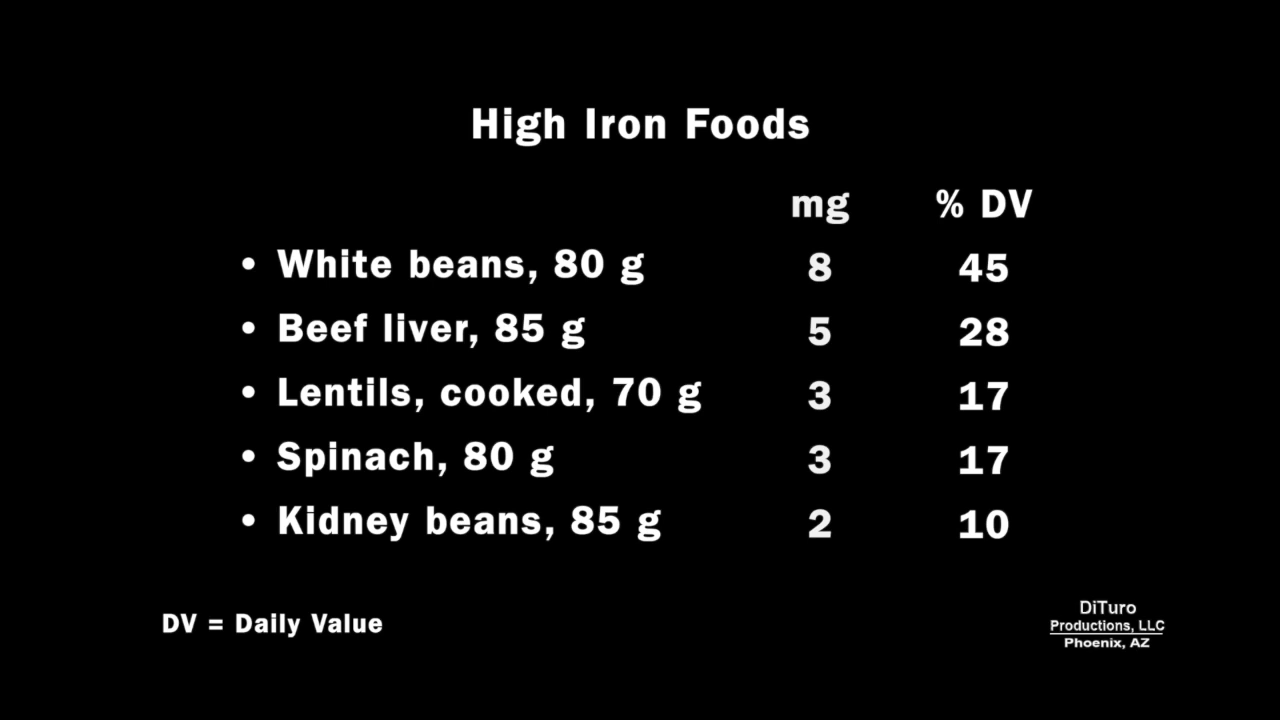 High Iron Foods
mg % DV
• White beans, 80 g 8 45
• Beef liver, 85 g 5 28
• Lentils, cooked, 70 g 3 17
• Spinach, 80 g 3 17
• Kidney beans, 85 g 2 10
DV = Daily Value
DiTuro
Productions, LLC
Phoenix, AZ